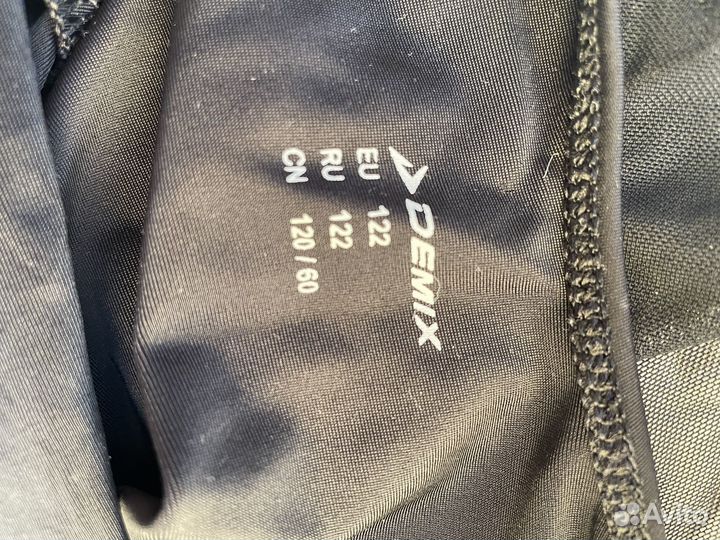 DEMIX
EU 122
RU 122
CN 120 / 60
Avito